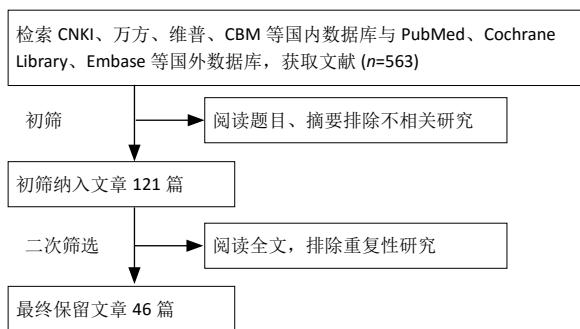 检索 CNKI、万方、维普、CBM 等国内数据库与 PubMed、Cochrane
Library、Embase 等国外数据库，获取文献 (n=563)
初筛
阅读题目、摘要排除不相关研究
初筛纳入文章 121 篇
二次筛选
阅读全文，排除重复性研究
最终保留文章 46 篇